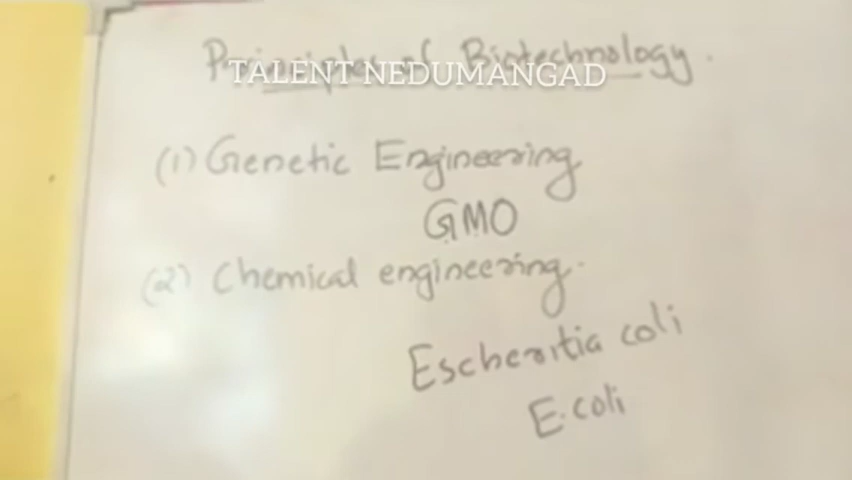 Principles of Biotechnology.
TALENT NEDUMANGAD
(1) Genetic Engineering
GMO
(2) Chemical engineering.
Escheritia coli
E. coli